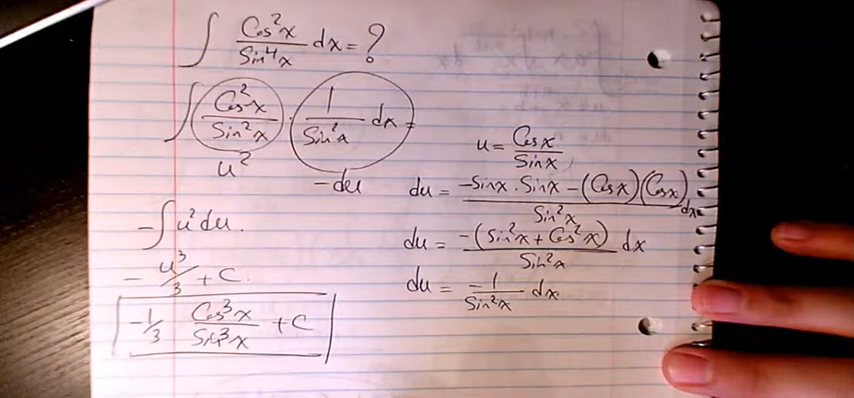 ∫ Cos²x / Sin⁴x dx = ?
∫ Cos²x / Sin²x · 1 / Sin²x dx =
u²
-du
-∫ u² du.
- u³/3 + C.
-1/3 Cos³x / Sin³x + C
u = Cosx / Sinx
du = -Sinx · Sinx - (Cosx)(Cosx) / Sin²x dx
du = -(Sin²x + Cos²x) / Sin²x dx
du = -1 / Sin²x dx.